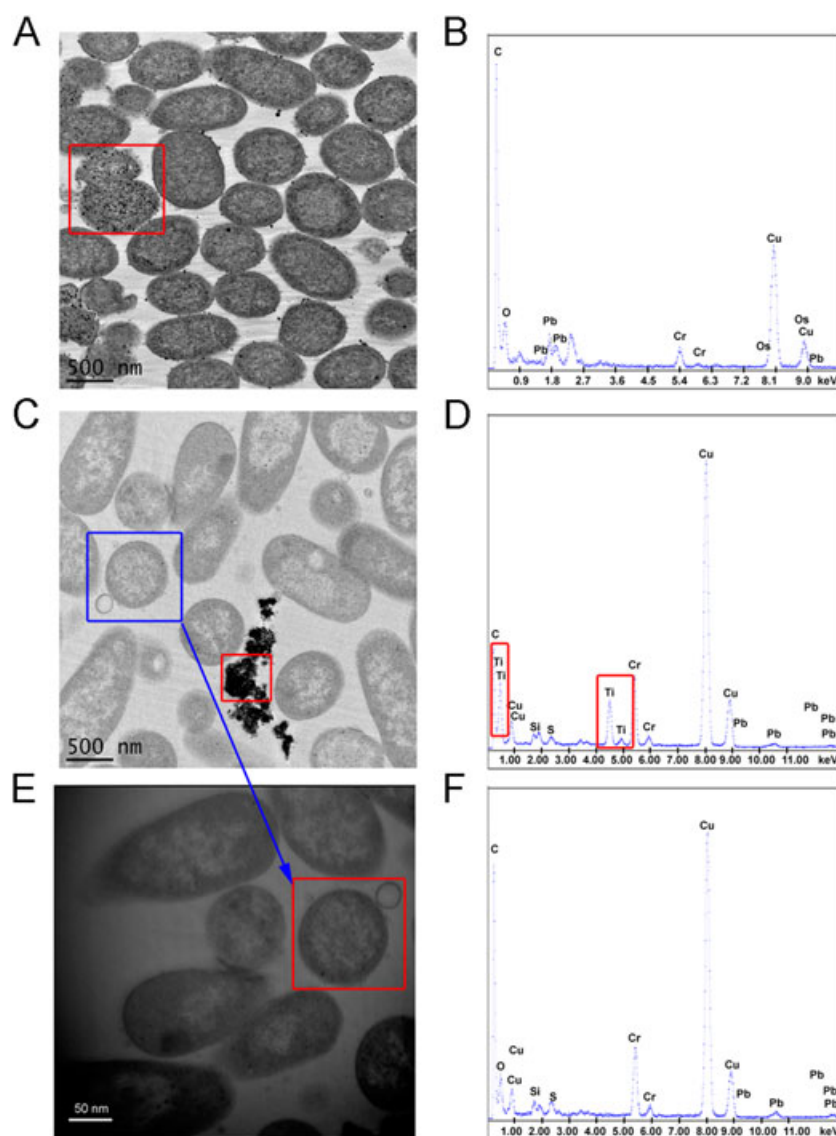 A
B
C
Cu
O
Pb
Pb
Pb
Cr
Cr
Os
Os
Cu
Pb
0.9 1.8 2.7 3.6 4.5 5.4 6.3 7.2 8.1 9.0 keV
500 nm
C
D
Cu
C
Ti
Ti
Cu
Cu
Si
S
Ti
Ti
Cr
Cr
Cu
Pb
Pb
Pb
Pb
Pb
1.00 2.00 3.00 4.00 5.00 6.00 7.00 8.00 9.00 10.00 11.00 keV
500 nm
E
F
C
Cu
O
Cu
Cu
Si
S
Cr
Cr
Cu
Pb
Pb
Pb
Pb
Pb
1.00 2.00 3.00 4.00 5.00 6.00 7.00 8.00 9.00 10.00 11.00 keV
50 nm